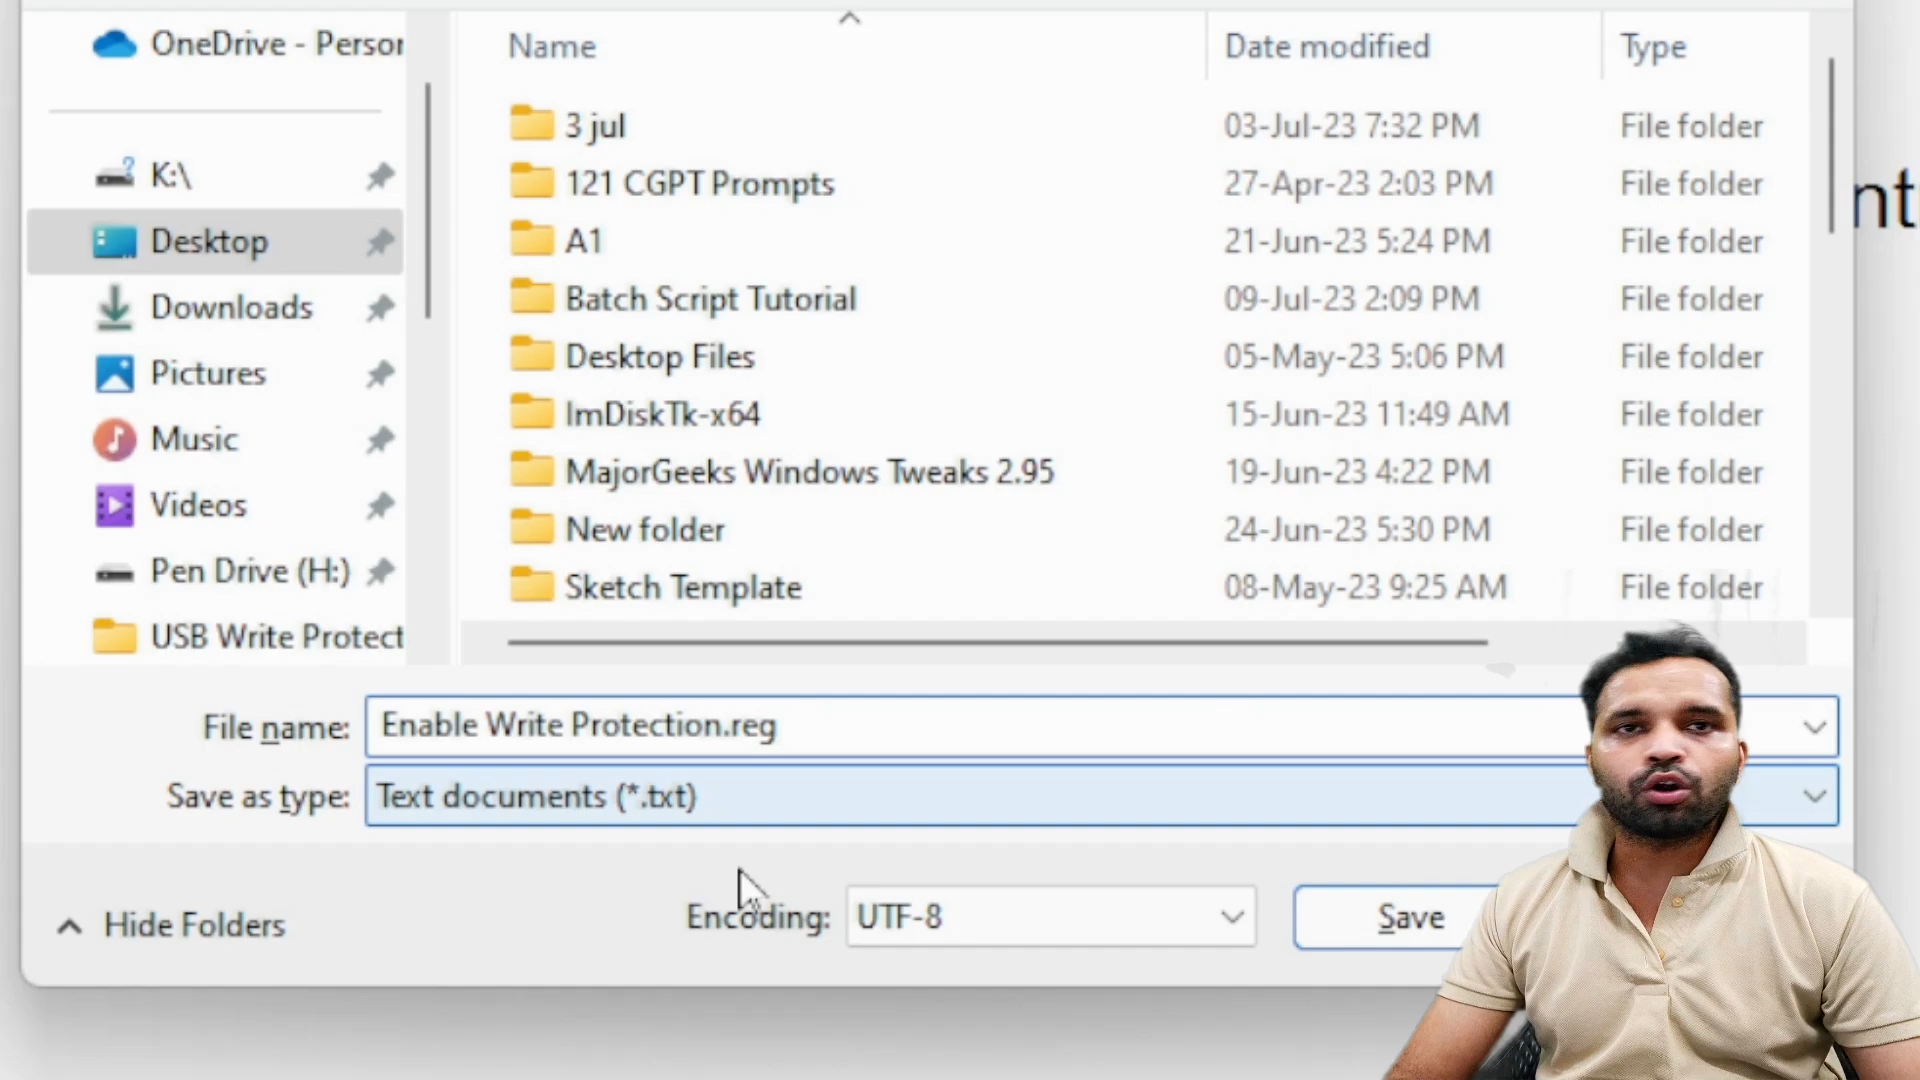 OneDrive - Person
Name
Date modified
Type
K:\
Desktop
Downloads
Pictures
Music
Videos
Pen Drive (H:)
USB Write Protect
3 jul
03-Jul-23 7:32 PM
File folder
121 CGPT Prompts
27-Apr-23 2:03 PM
File folder
A1
21-Jun-23 5:24 PM
File folder
Batch Script Tutorial
09-Jul-23 2:09 PM
File folder
Desktop Files
05-May-23 5:06 PM
File folder
ImDiskTk-x64
15-Jun-23 11:49 AM
File folder
MajorGeeks Windows Tweaks 2.95
19-Jun-23 4:22 PM
File folder
New folder
24-Jun-23 5:30 PM
File folder
Sketch Template
08-May-23 9:25 AM
File folder
nt
File name: Enable Write Protection.reg
Save as type: Text documents (*.txt)
Hide Folders
Encoding: UTF-8
Save